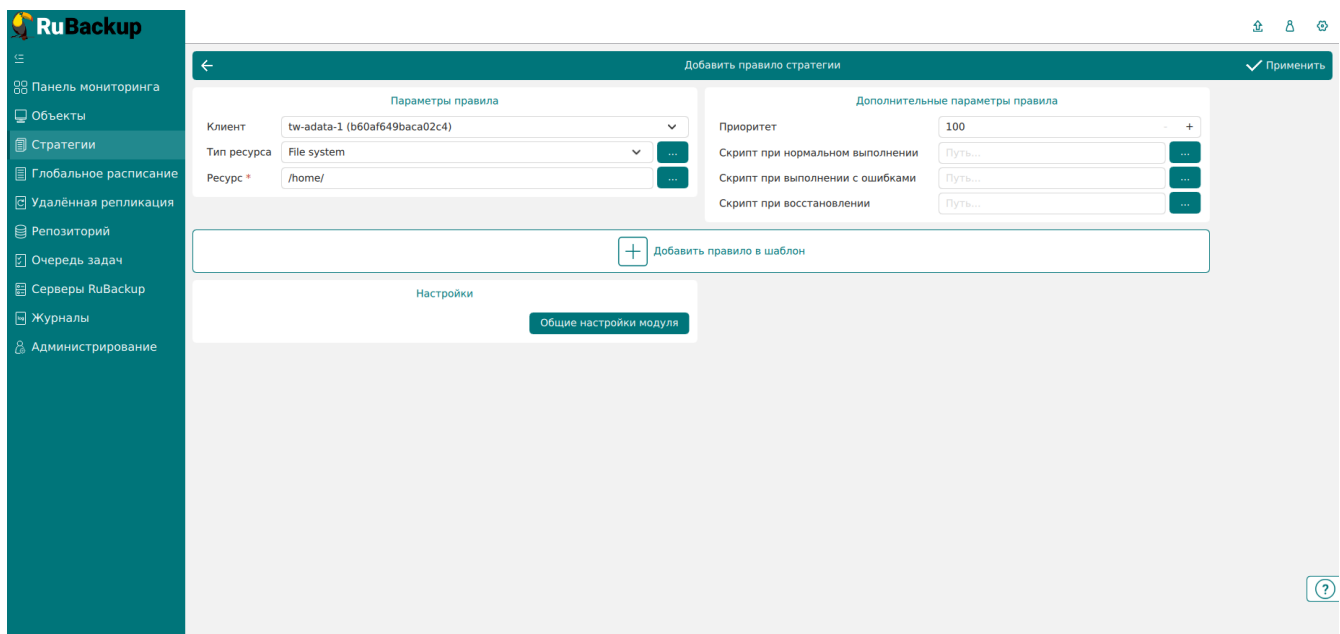 RuBackup
Панель мониторинга
Объекты
Стратегии
Глобальное расписание
Удалённая репликация
Репозиторий
Очередь задач
Серверы RuBackup
Журналы
Администрирование
Добавить правило стратегии
Применить
Параметры правила
Клиент tw-adata-1 (b60af649baca02c4)
Тип ресурса File system ...
Ресурс * /home/ ...
Дополнительные параметры правила
Приоритет 100 - +
Скрипт при нормальном выполнении Путь... ...
Скрипт при выполнении с ошибками Путь... ...
Скрипт при восстановлении Путь... ...
Добавить правило в шаблон
Настройки
Общие настройки модуля
?